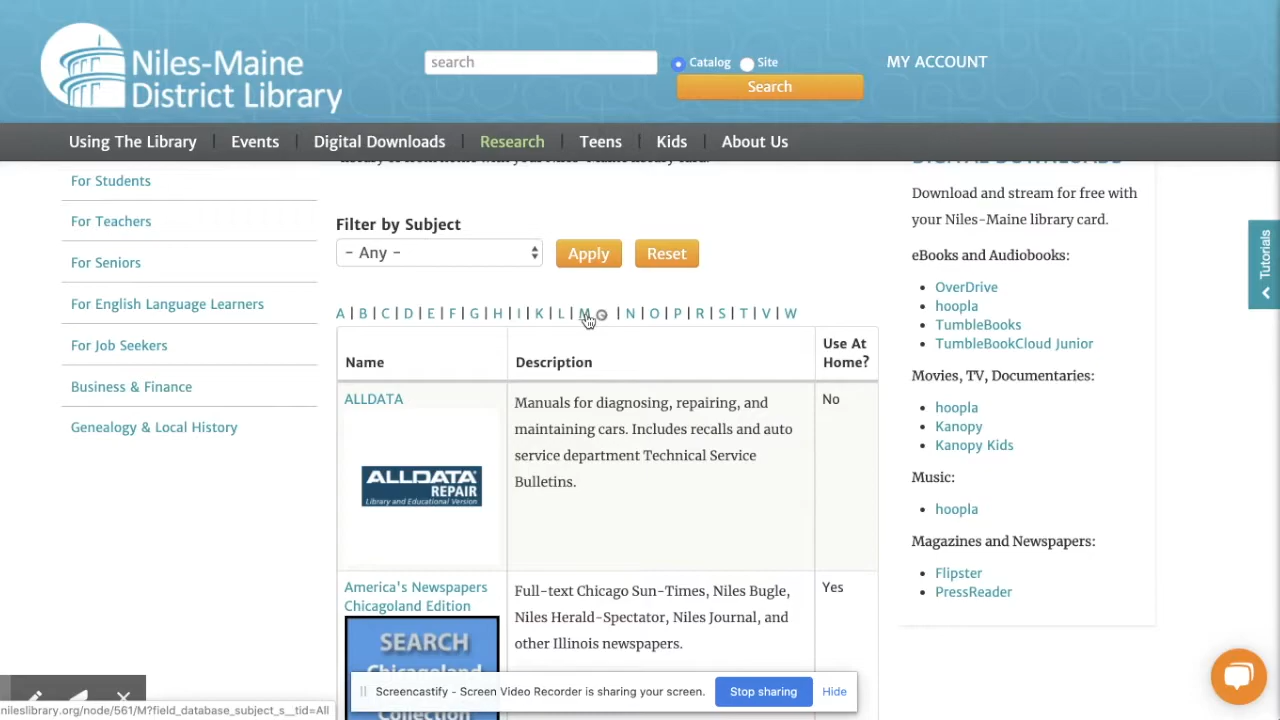 Niles-Maine
District Library
search
Catalog Site
Search
MY ACCOUNT
Using The Library | Events | Digital Downloads | Research | Teens | Kids | About Us
For Students
For Teachers
For Seniors
For English Language Learners
For Job Seekers
Business & Finance
Genealogy & Local History
Filter by Subject
- Any -
Apply
Reset
A | B | C | D | E | F | G | H | I | K | L | M | N | O | P | R | S | T | V | W
Name
Description
Use At
Home?
ALLDATA
ALLDATA
REPAIR
Library and Educational Version
Manuals for diagnosing, repairing, and
maintaining cars. Includes recalls and auto
service department Technical Service
Bulletins.
No
America's Newspapers
Chicagoland Edition
SEARCH
Chicagoland
Collection
Full-text Chicago Sun-Times, Niles Bugle,
Niles Herald-Spectator, Niles Journal, and
other Illinois newspapers.
Yes
DIGITAL DOWNLOADS
Download and stream for free with
your Niles-Maine library card.
eBooks and Audiobooks:
OverDrive
hoopla
TumbleBooks
TumbleBookCloud Junior
Movies, TV, Documentaries:
hoopla
Kanopy
Kanopy Kids
Music:
hoopla
Magazines and Newspapers:
Flipster
PressReader
Tutorials
Screencastify - Screen Video Recorder is sharing your screen.
Stop sharing
Hide
nileslibrary.org/node/561/M?field_database_subject_s__tid=All